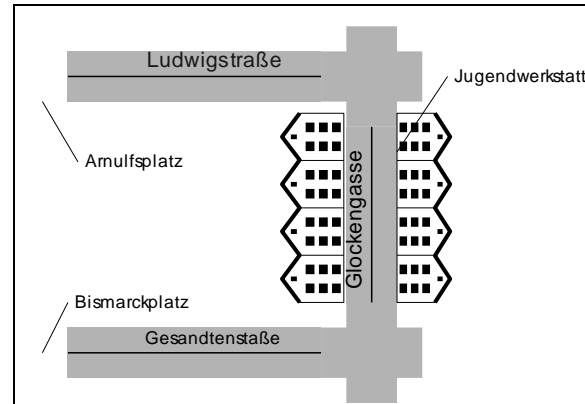 Ludwigstraße
Jugendwerkstatt
Arnulfsplatz
Glockengasse
Bismarckplatz
Gesandtenstaße